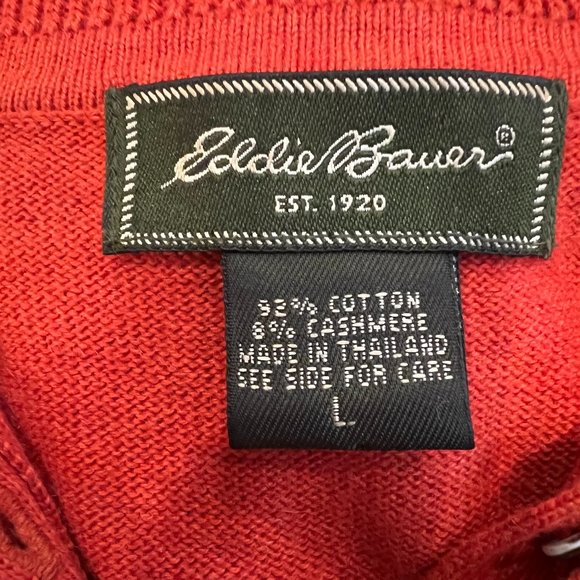 Eddie Bauer®
EST. 1920
92% COTTON
8% CASHMERE
MADE IN THAILAND
SEE SIDE FOR CARE
L